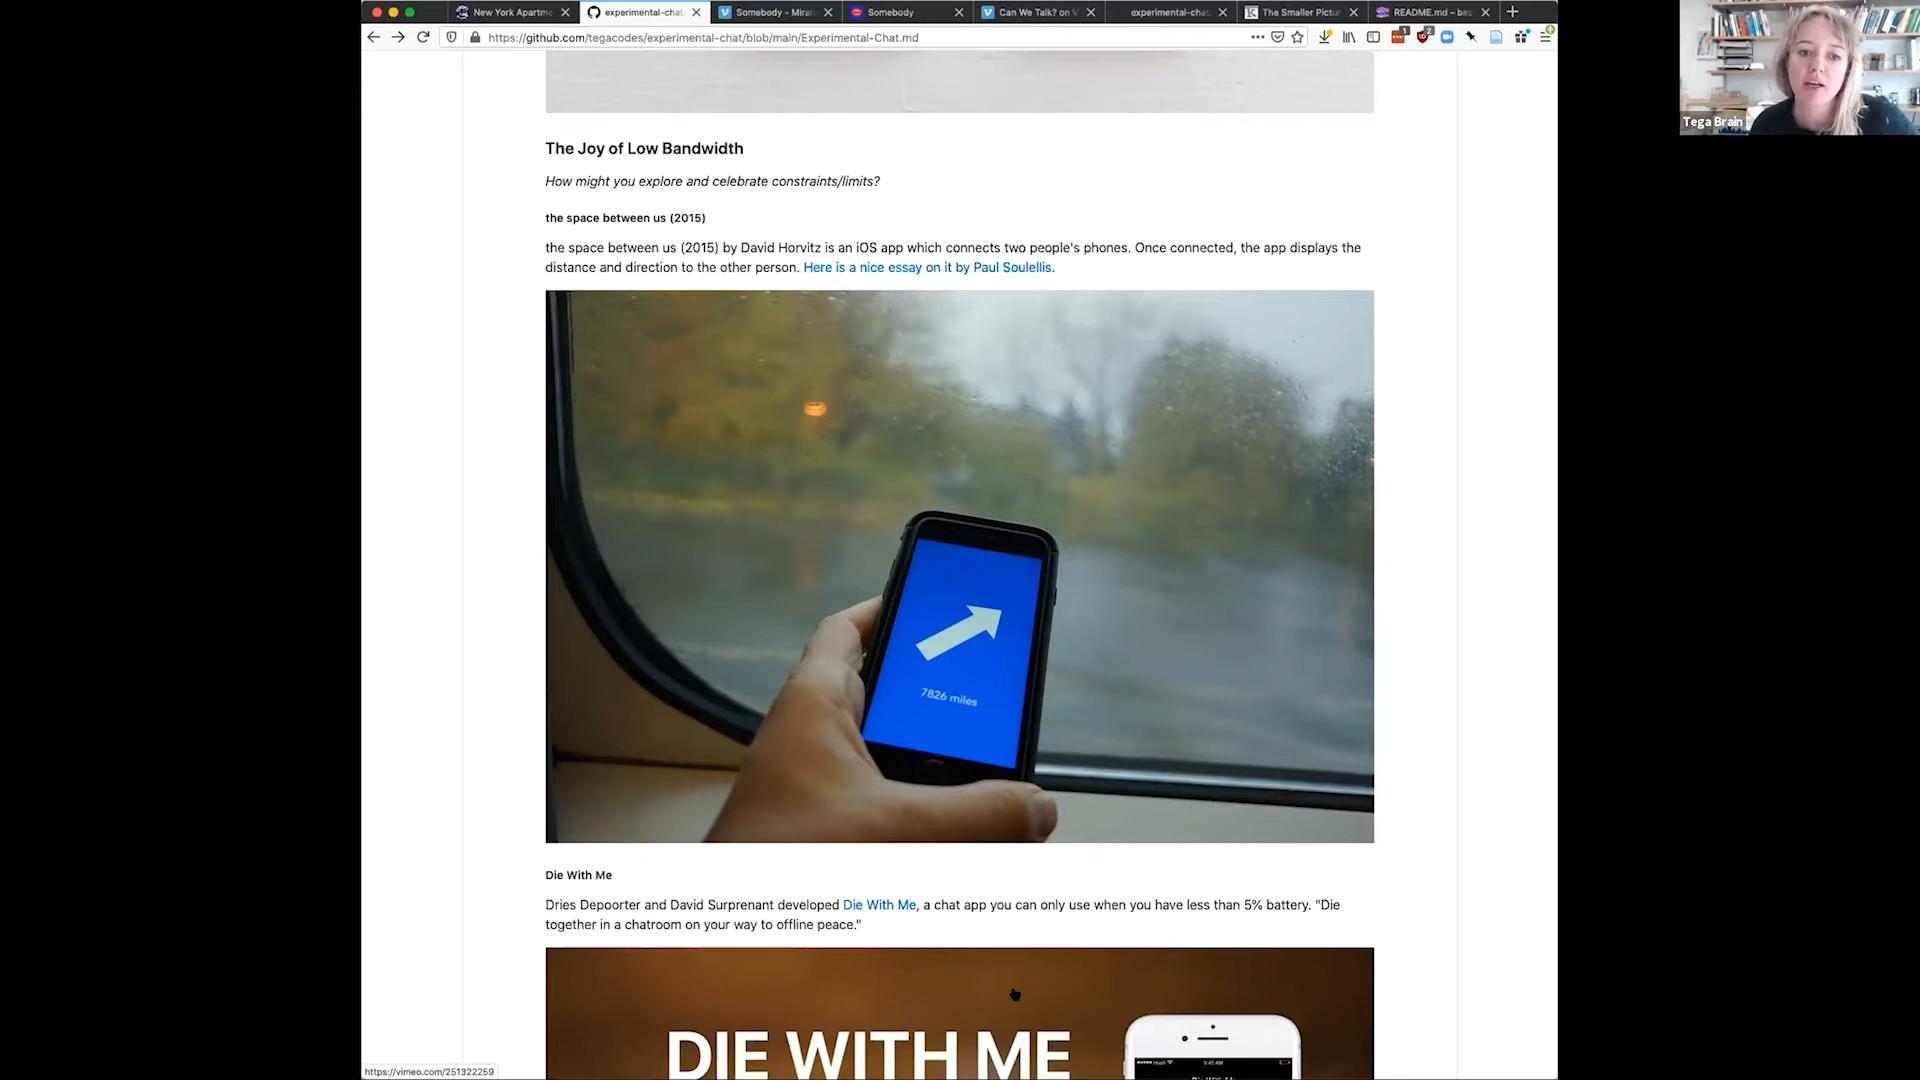 New York Apartme
experimental-chat.
Somebody - Miran
Somebody
Can We Talk? on V
experimental-chat.
The Smaller Pictur
README.md – bas
https://github.com/tegacodes/experimental-chat/blob/main/Experimental-Chat.md
Tega Brain
The Joy of Low Bandwidth
How might you explore and celebrate constraints/limits?
the space between us (2015)
the space between us (2015) by David Horvitz is an iOS app which connects two people's phones. Once connected, the app displays the
distance and direction to the other person. Here is a nice essay on it by Paul Soulellis.
7826 miles
Die With Me
Dries Depoorter and David Surprenant developed Die With Me, a chat app you can only use when you have less than 5% battery. "Die
together in a chatroom on your way to offline peace."
DIE WITH ME
9:41 AM
https://vimeo.com/251322259